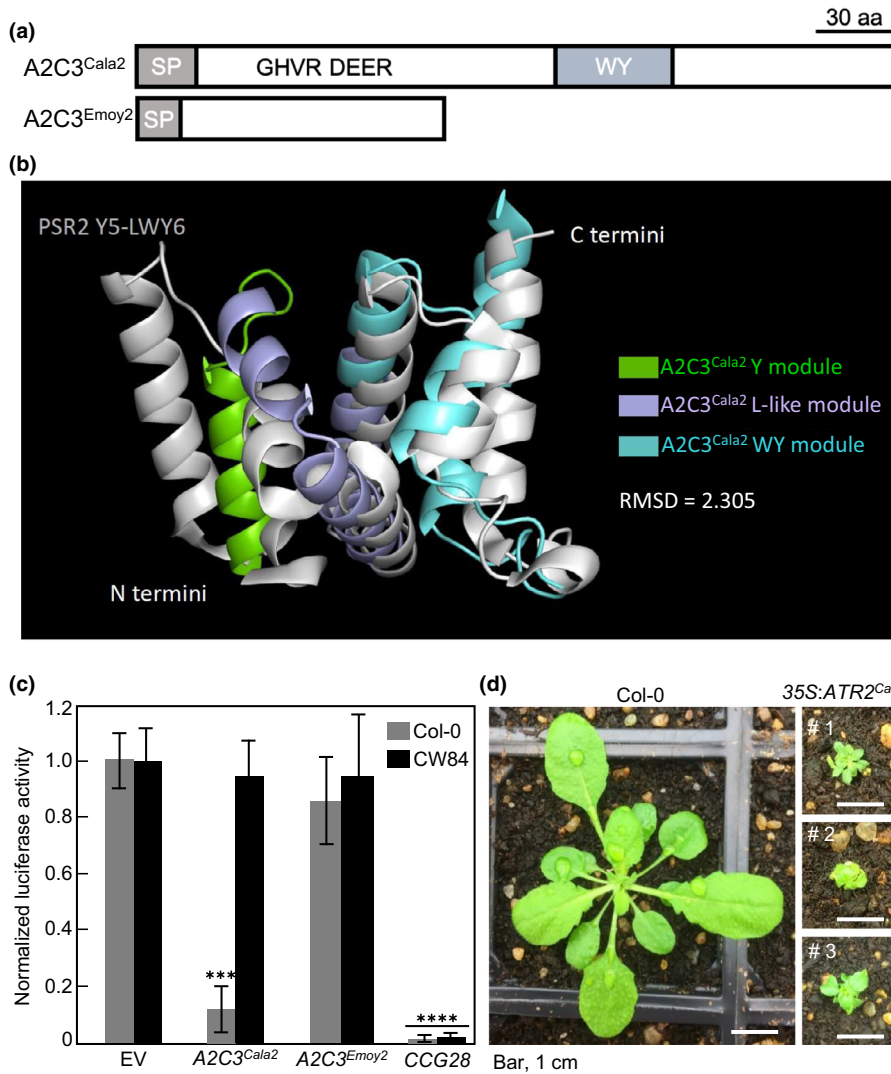 (a)
30 aa
A2C3Cala2
SP
GHVR DEER
WY
A2C3Emoy2
SP
(b)
PSR2 Y5-LWY6
C termini
N termini
A2C3Cala2 Y module
A2C3Cala2 L-like module
A2C3Cala2 WY module
RMSD = 2.305
(c)
Normalized luciferase activity
1.2
1.0
0.8
0.6
0.4
0.2
0
Col-0
CW84
***
****
EV
A2C3Cala2
A2C3Emoy2
CCG28
(d)
Col-0
35S:ATR2Ca
# 1
# 2
# 3
Bar, 1 cm